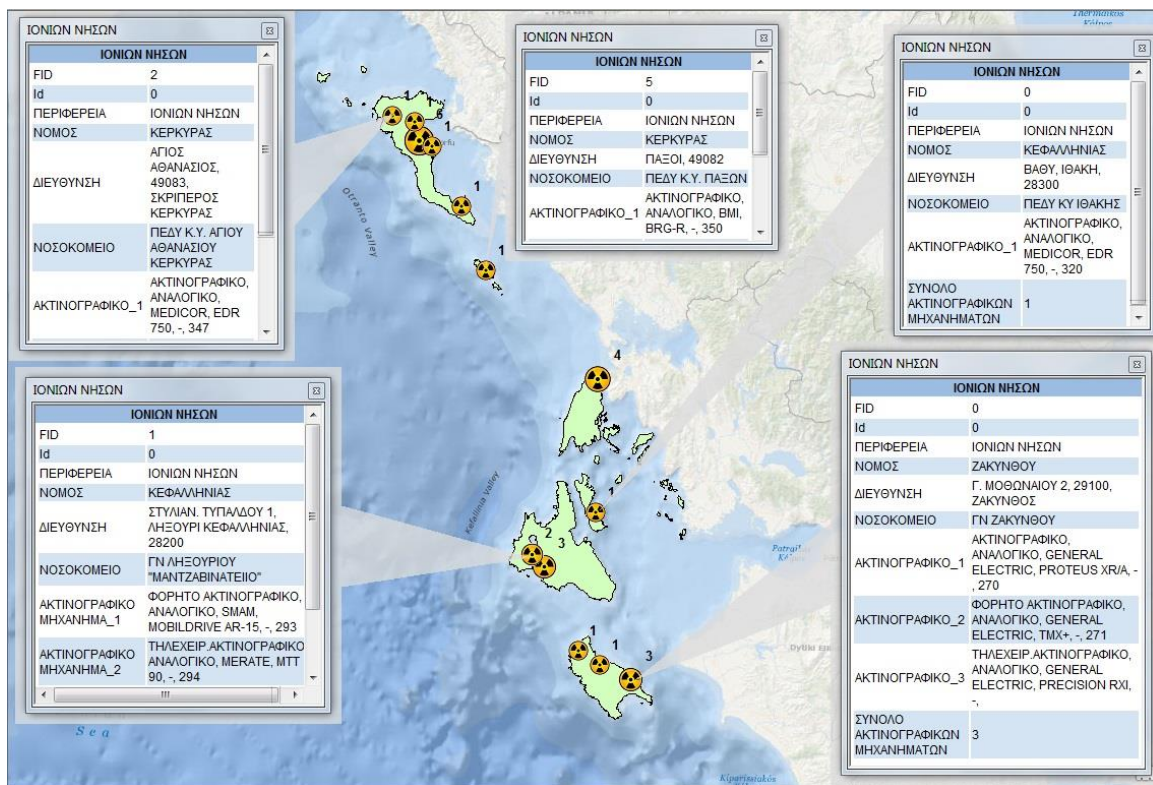 ΙΟΝΙΩΝ ΝΗΣΩΝ
ΙΟΝΙΩΝ ΝΗΣΩΝ
FID 2
Id 0
ΠΕΡΙΦΕΡΕΙΑ ΙΟΝΙΩΝ ΝΗΣΩΝ
ΝΟΜΟΣ ΚΕΡΚΥΡΑΣ
ΔΙΕΥΘΥΝΣΗ ΑΓΙΟΣ
ΑΘΑΝΑΣΙΟΣ,
49083,
ΣΚΡΙΠΕΡΟΣ
ΚΕΡΚΥΡΑΣ
ΝΟΣΟΚΟΜΕΙΟ ΠΕΔΥ Κ.Υ. ΑΓΙΟΥ
ΑΘΑΝΑΣΙΟΥ
ΚΕΡΚΥΡΑΣ
ΑΚΤΙΝΟΓΡΑΦΙΚΟ_1 ΑΚΤΙΝΟΓΡΑΦΙΚΟ,
ΑΝΑΛΟΓΙΚΟ,
MEDICOR, EDR
750, -, 347
ΙΟΝΙΩΝ ΝΗΣΩΝ
ΙΟΝΙΩΝ ΝΗΣΩΝ
FID 5
Id 0
ΠΕΡΙΦΕΡΕΙΑ ΙΟΝΙΩΝ ΝΗΣΩΝ
ΝΟΜΟΣ ΚΕΡΚΥΡΑΣ
ΔΙΕΥΘΥΝΣΗ ΠΑΞΟΙ, 49082
ΝΟΣΟΚΟΜΕΙΟ ΠΕΔΥ Κ.Υ. ΠΑΞΩΝ
ΑΚΤΙΝΟΓΡΑΦΙΚΟ_1 ΑΚΤΙΝΟΓΡΑΦΙΚΟ,
ΑΝΑΛΟΓΙΚΟ, BMI,
BRG-R, -, 350
Thermaikos
Kólpos
ΙΟΝΙΩΝ ΝΗΣΩΝ
ΙΟΝΙΩΝ ΝΗΣΩΝ
FID 0
Id 0
ΠΕΡΙΦΕΡΕΙΑ ΙΟΝΙΩΝ ΝΗΣΩΝ
ΝΟΜΟΣ ΚΕΦΑΛΛΗΝΙΑΣ
ΔΙΕΥΘΥΝΣΗ ΒΑΘΥ, ΙΘΑΚΗ,
28300
ΝΟΣΟΚΟΜΕΙΟ ΠΕΔΥ ΚΥ ΙΘΑΚΗΣ
ΑΚΤΙΝΟΓΡΑΦΙΚΟ_1 ΑΚΤΙΝΟΓΡΑΦΙΚΟ,
ΑΝΑΛΟΓΙΚΟ,
MEDICOR, EDR
750, -, 320
ΣΥΝΟΛΟ
ΑΚΤΙΝΟΓΡΑΦΙΚΩΝ 1
ΜΗΧΑΝΗΜΑΤΩΝ
1
1
6
1
1
1
Otranto Valley
4
1
Kefallinia Valley
2
3
Patraikos
Kólpos
1
1
3
ΙΟΝΙΩΝ ΝΗΣΩΝ
ΙΟΝΙΩΝ ΝΗΣΩΝ
FID 1
Id 0
ΠΕΡΙΦΕΡΕΙΑ ΙΟΝΙΩΝ ΝΗΣΩΝ
ΝΟΜΟΣ ΚΕΦΑΛΛΗΝΙΑΣ
ΔΙΕΥΘΥΝΣΗ ΣΤΥΛΙΑΝ. ΤΥΠΑΛΔΟΥ 1,
ΛΗΞΟΥΡΙ ΚΕΦΑΛΛΗΝΙΑΣ,
28200
ΝΟΣΟΚΟΜΕΙΟ ΓΝ ΛΗΞΟΥΡΙΟΥ
"ΜΑΝΤΖΑΒΙΝΑΤΕΙΙΟ"
ΑΚΤΙΝΟΓΡΑΦΙΚΟ ΦΟΡΗΤΟ ΑΚΤΙΝΟΓΡΑΦΙΚΟ,
ΜΗΧΑΝΗΜΑ_1 ΑΝΑΛΟΓΙΚΟ, SMAM,
MOBILDRIVE AR-15, -, 293
ΑΚΤΙΝΟΓΡΑΦΙΚΟ ΤΗΛΕΧΕΙΡ.ΑΚΤΙΝΟΓΡΑΦΙΚΟ
ΜΗΧΑΝΗΜΑ_2 ΑΝΑΛΟΓΙΚΟ, MERATE, MTT
90, -, 294
ΙΟΝΙΩΝ ΝΗΣΩΝ
ΙΟΝΙΩΝ ΝΗΣΩΝ
FID 0
Id 0
ΠΕΡΙΦΕΡΕΙΑ ΙΟΝΙΩΝ ΝΗΣΩΝ
ΝΟΜΟΣ ΖΑΚΥΝΘΟΥ
ΔΙΕΥΘΥΝΣΗ Γ. ΜΟΘΩΝΑΙΟΥ 2, 29100,
ΖΑΚΥΝΘΟΣ
ΝΟΣΟΚΟΜΕΙΟ ΓΝ ΖΑΚΥΝΘΟΥ
ΑΚΤΙΝΟΓΡΑΦΙΚΟ_1 ΑΚΤΙΝΟΓΡΑΦΙΚΟ,
ΑΝΑΛΟΓΙΚΟ, GENERAL
ELECTRIC, PROTEUS XR/A, -
, 270
ΑΚΤΙΝΟΓΡΑΦΙΚΟ_2 ΦΟΡΗΤΟ ΑΚΤΙΝΟΓΡΑΦΙΚΟ,
ΑΝΑΛΟΓΙΚΟ, GENERAL
ELECTRIC, TMX+, -, 271
ΑΚΤΙΝΟΓΡΑΦΙΚΟ_3 ΤΗΛΕΧΕΙΡ.ΑΚΤΙΝΟΓΡΑΦΙΚΟ,
ΑΝΑΛΟΓΙΚΟ, GENERAL
ELECTRIC, PRECISION RXI,
-,
ΣΥΝΟΛΟ
ΑΚΤΙΝΟΓΡΑΦΙΚΩΝ 3
ΜΗΧΑΝΗΜΑΤΩΝ
Sea
Kiparissiakós